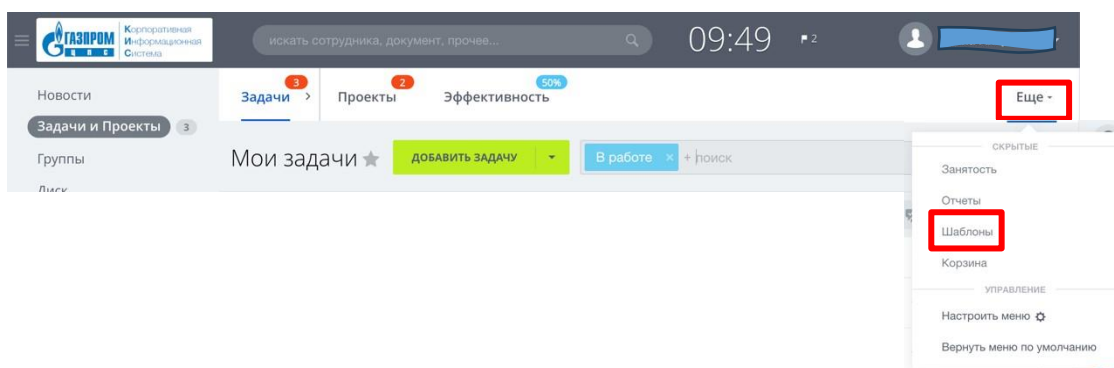 ГАЗПРОМ
ЦПС
Корпоративная
Информационная
Система
искать сотрудника, документ, прочее...
09:49
2
Новости
Задачи и Проекты 3
Группы
Диск
Задачи 3
Проекты 2
Эффективность 50%
Еще
Мои задачи
ДОБАВИТЬ ЗАДАЧУ
В работе × + поиск
СКРЫТЫЕ
Занятость
Отчеты
Шаблоны
Корзина
УПРАВЛЕНИЕ
Настроить меню
Вернуть меню по умолчанию